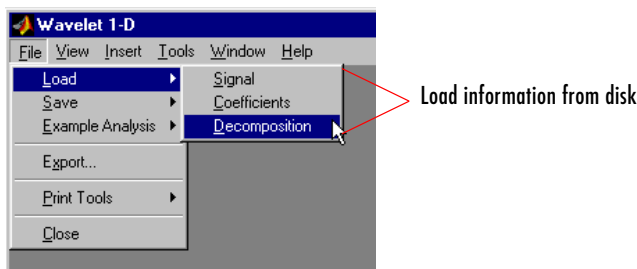 Wavelet 1-D
File View Insert Tools Window Help
Load
Save
Example Analysis
Export...
Print Tools
Close
Signal
Coefficients
Decomposition
Load information from disk